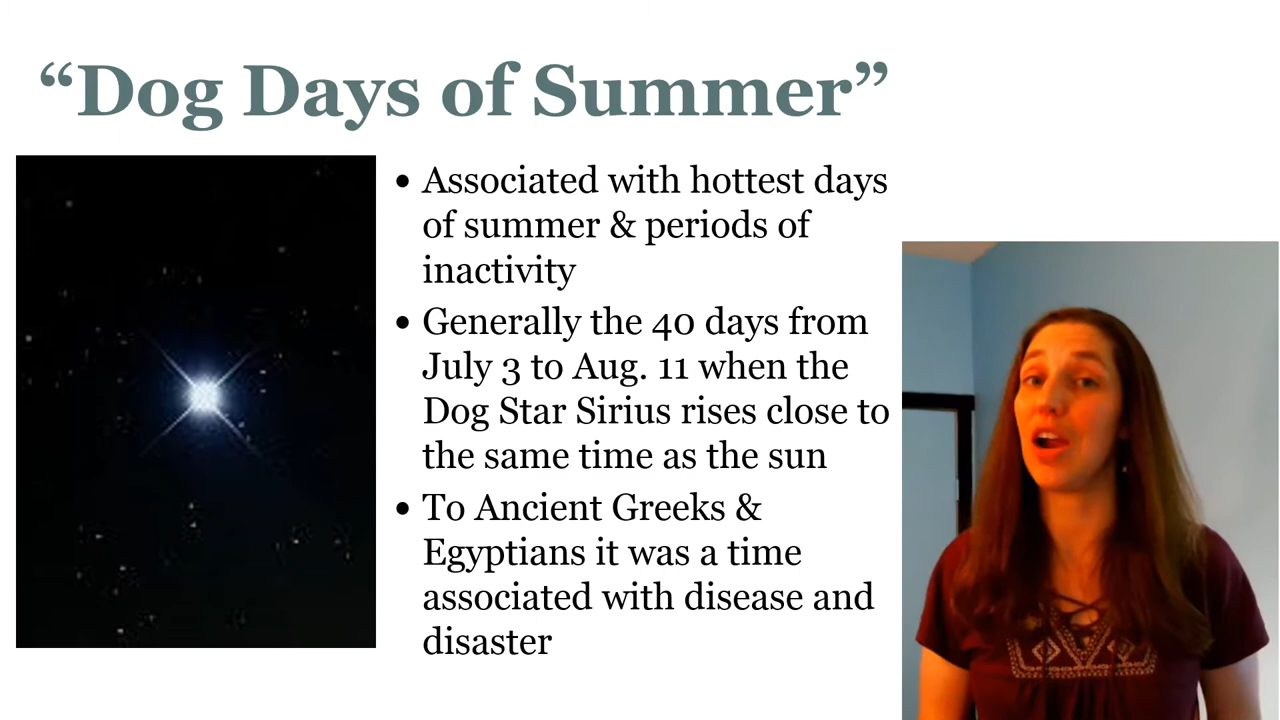 “Dog Days of Summer”
• Associated with hottest days
of summer & periods of
inactivity
• Generally the 40 days from
July 3 to Aug. 11 when the
Dog Star Sirius rises close to
the same time as the sun
• To Ancient Greeks &
Egyptians it was a time
associated with disease and
disaster